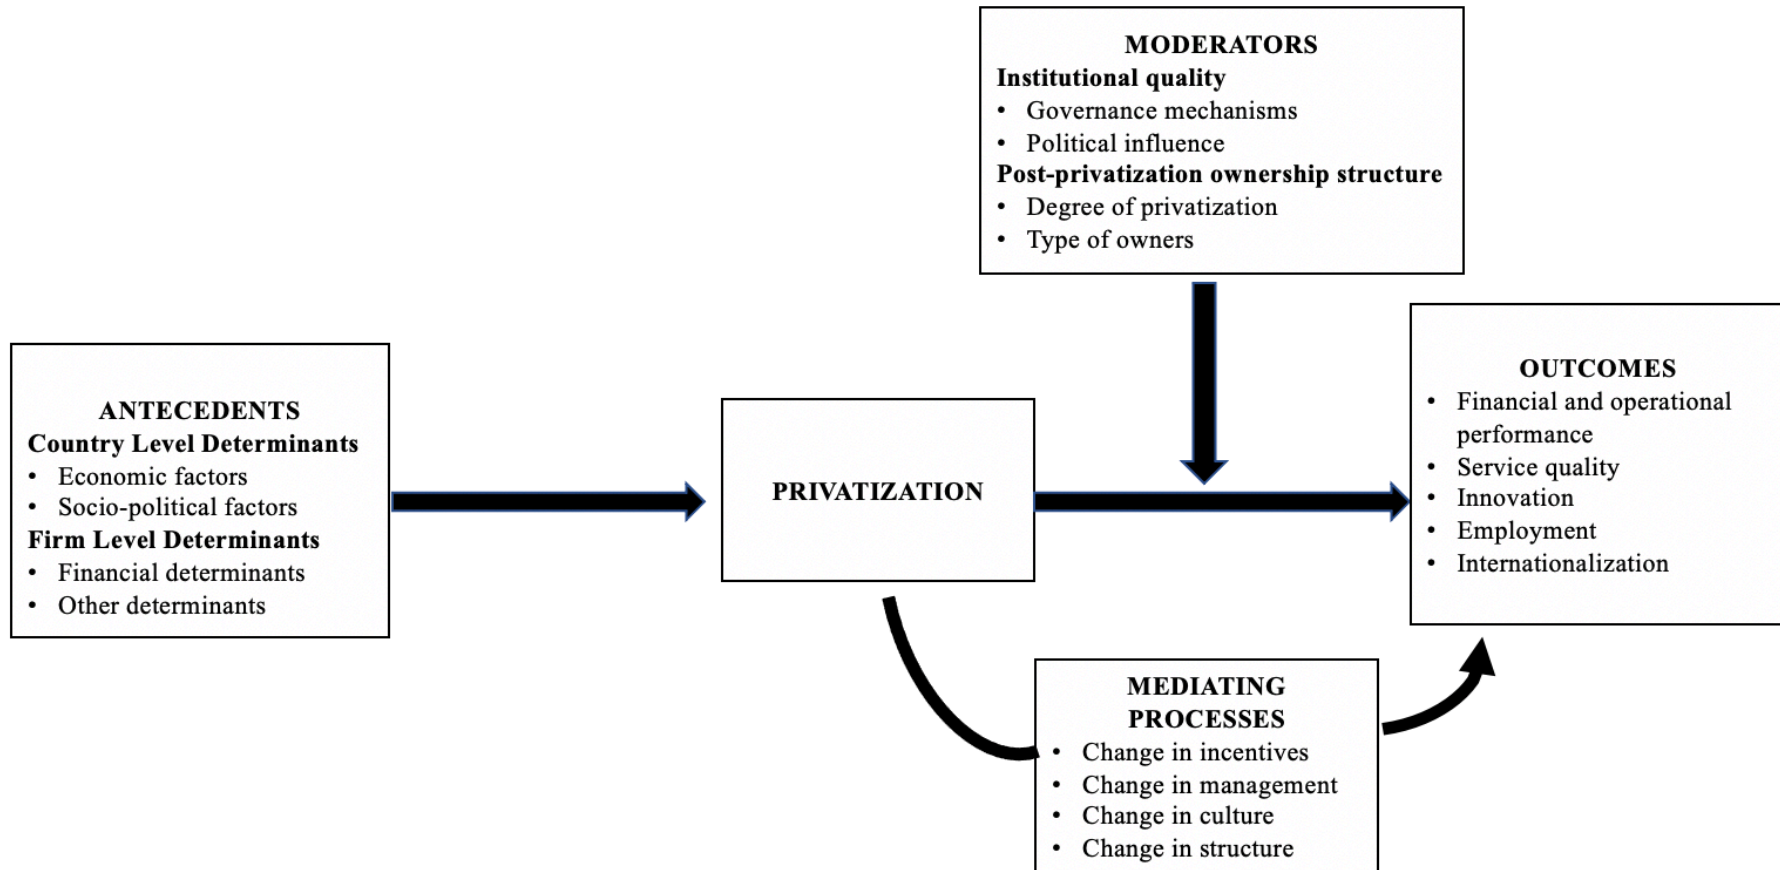 MODERATORS
Institutional quality
• Governance mechanisms
• Political influence
Post-privatization ownership structure
• Degree of privatization
• Type of owners
ANTECEDENTS
Country Level Determinants
• Economic factors
• Socio-political factors
Firm Level Determinants
• Financial determinants
• Other determinants
PRIVATIZATION
OUTCOMES
• Financial and operational
performance
• Service quality
• Innovation
• Employment
• Internationalization
MEDIATING
PROCESSES
• Change in incentives
• Change in management
• Change in culture
• Change in structure